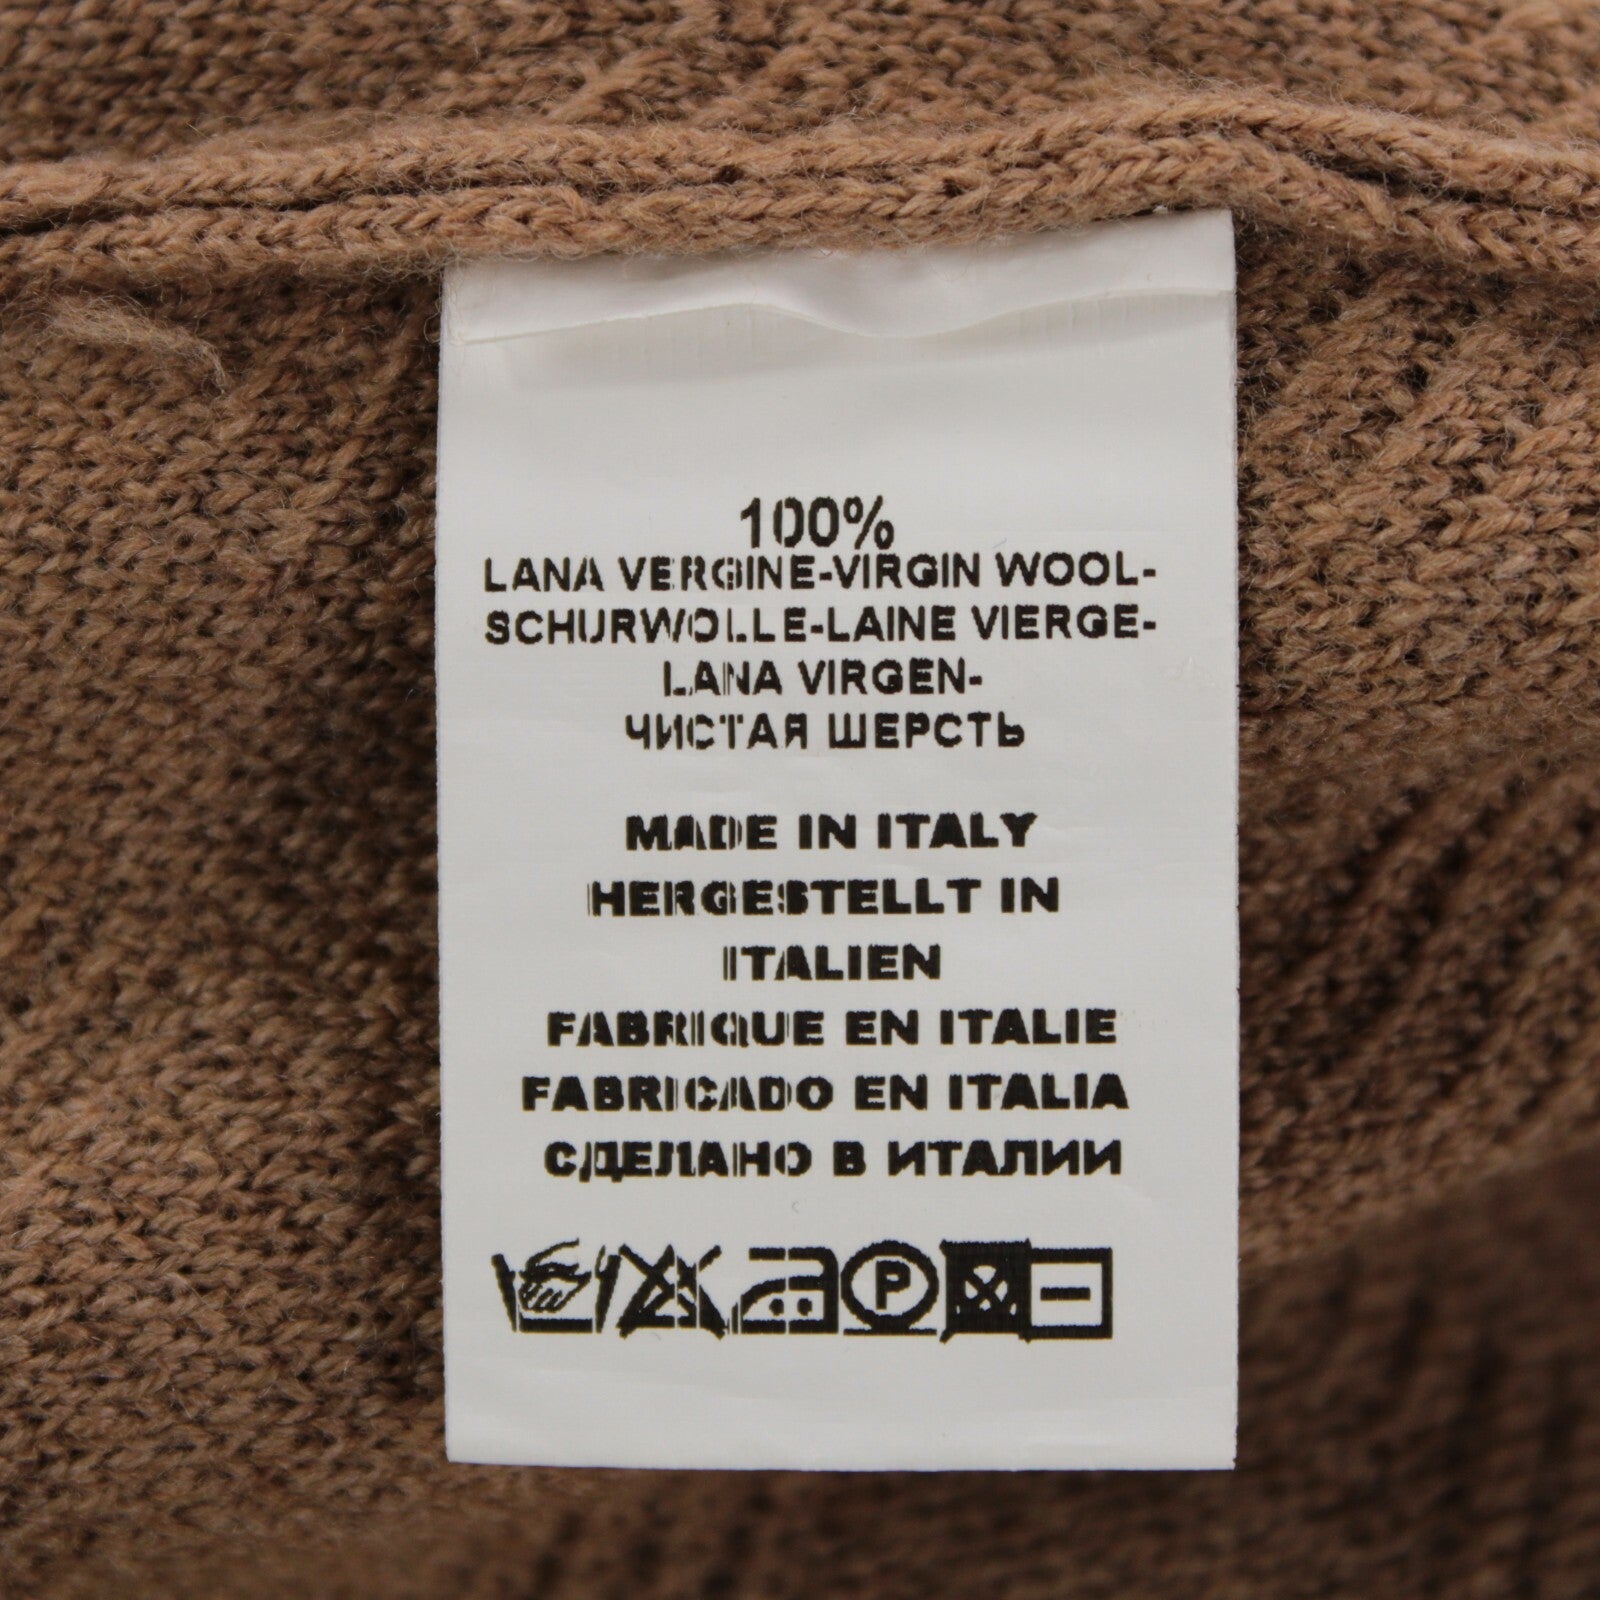 100%
LANA VERGINE-VIRGIN WOOL-
SCHURWOLLE-LAINE VIERGE-
LANA VIRGEN-
ЧИСТАЯ ШЕРСТЬ
MADE IN ITALY
HERGESTELLT IN
ITALIEN
FABRIQUE EN ITALIE
FABRICADO EN ITALIA
СДЕЛАНО В ИТАЛИИ
P